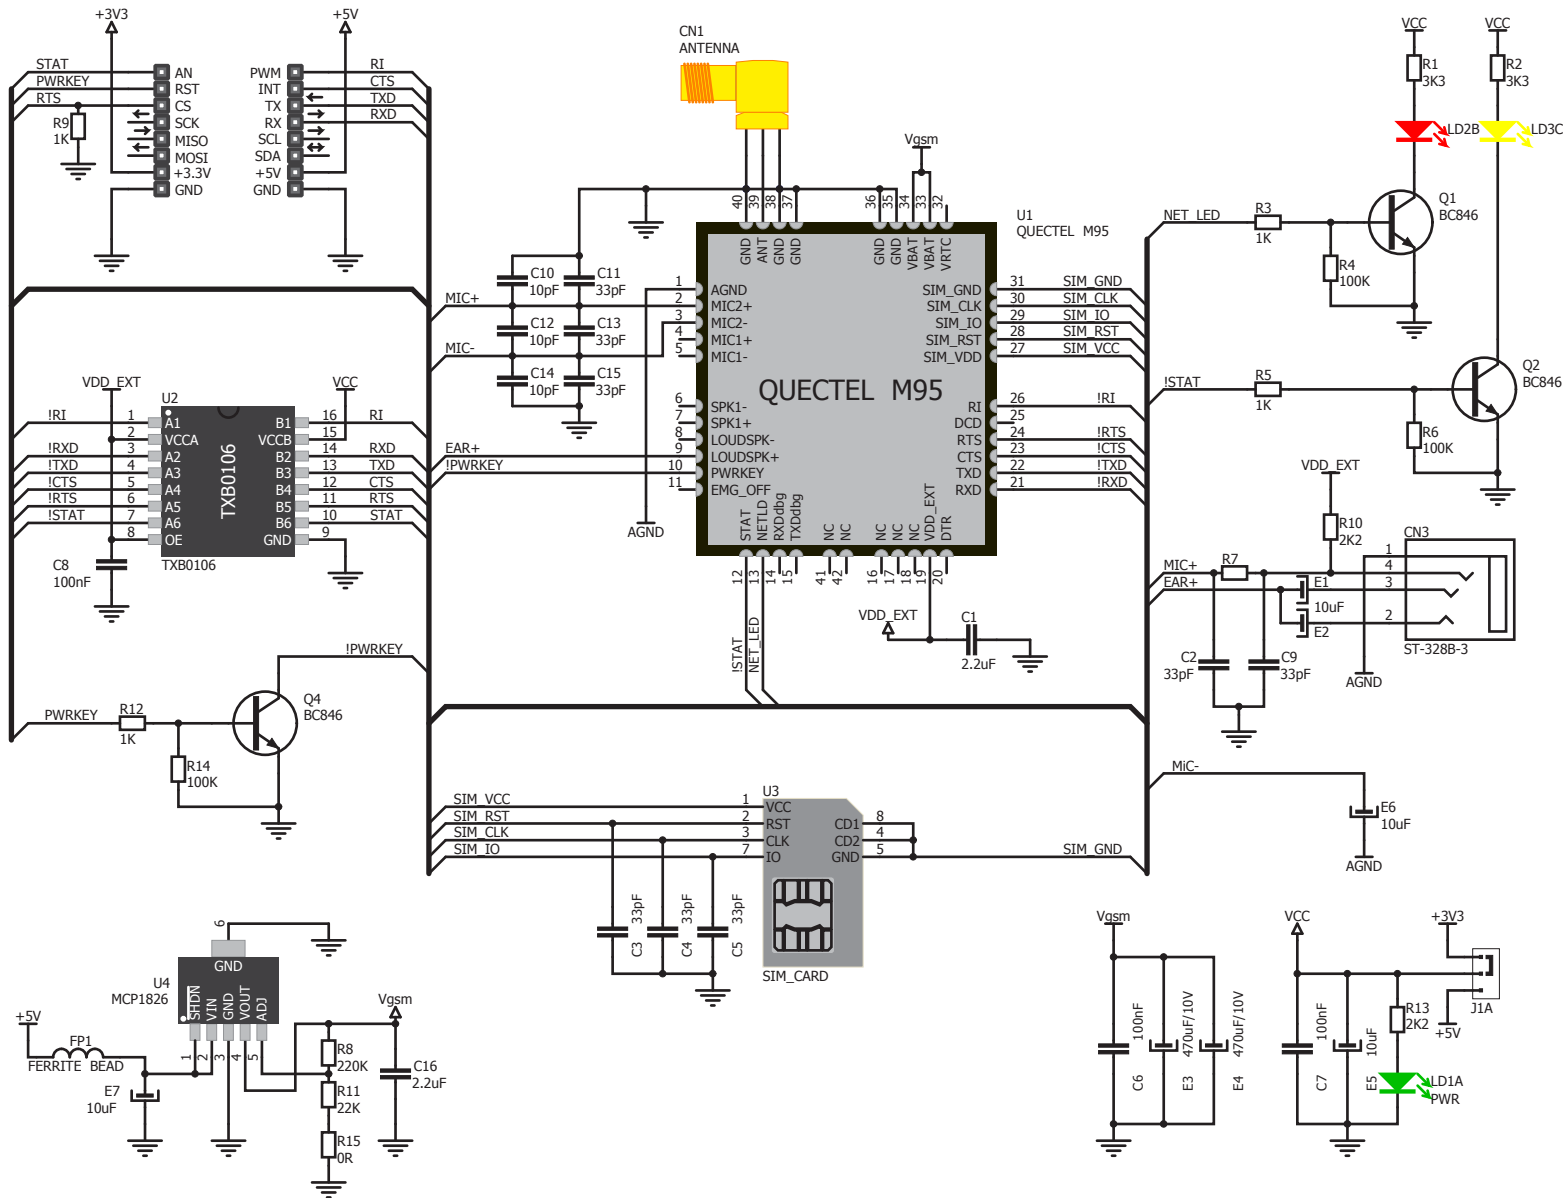 +3V3
+5V
STAT
PWRKEY
RTS
AN
RST
CS
SCK
MISO
MOSI
+3.3V
GND
PWM
INT
TX
RX
SCL
SDA
+5V
GND
RI
CTS
TXD
RXD
R9
1K
CN1
ANTENNA
Vgsm
40
39
38
37
36
35
34
33
32
U1
QUECTEL M95
GND
ANT
GND
GND
GND
GND
VBAT
VBAT
VRTC
1
2
3
4
5
6
7
8
9
10
11
AGND
MIC2+
MIC2-
MIC1+
MIC1-
SPK1-
SPK1+
LOUDSPK-
LOUDSPK+
PWRKEY
EMG_OFF
QUECTEL M95
SIM_GND
SIM_CLK
SIM_IO
SIM_RST
SIM_VDD
RI
DCD
RTS
CTS
TXD
RXD
31
30
29
28
27
26
25
24
23
22
21
SIM_GND
SIM_CLK
SIM_IO
SIM_RST
SIM_VCC
!RI
!RTS
!CTS
!TXD
!RXD
STAT
NETLD
RXDdbg
TXDdbg
NC
NC
NC
NC
NC
VDD_EXT
DTR
12
13
14
15
41
42
16
17
18
19
20
!STAT
NET_LED
MIC+
MIC-
EAR+
!PWRKEY
AGND
C10
10pF
C11
33pF
C12
10pF
C13
33pF
C14
10pF
C15
33pF
VDD_EXT
C1
2.2uF
VCC
VCC
R1
3K3
R2
3K3
LD2B
LD3C
NET_LED
R3
1K
Q1
BC846
R4
100K
!STAT
R5
1K
Q2
BC846
R6
100K
VDD_EXT
R10
2K2
CN3
MIC+
EAR+
R7
E1
10uF
E2
1
4
3
2
ST-328B-3
C2
33pF
C9
33pF
AGND
MiC-
E6
10uF
AGND
VDD_EXT
U2
VCC
!RI
!RXD
!TXD
!CTS
!RTS
!STAT
1
2
3
4
5
6
7
8
A1
VCCA
A2
A3
A4
A5
A6
OE
TXB0106
B1
VCCB
B2
B3
B4
B5
B6
GND
16
15
14
13
12
11
10
9
RI
RXD
TXD
CTS
RTS
STAT
TXB0106
C8
100nF
!PWRKEY
PWRKEY
R12
1K
Q4
BC846
R14
100K
SIM_VCC
SIM_RST
SIM_CLK
SIM_IO
1
2
3
7
U3
VCC
RST
CLK
IO
CD1
CD2
GND
8
4
5
SIM_GND
SIM_CARD
33pF
33pF
33pF
C3
C4
C5
6
GND
U4
MCP1826
SHDN
VIN
GND
VOUT
ADJ
1
2
3
4
5
+5V
FP1
FERRITE BEAD
E7
10uF
Vgsm
R8
220K
R11
22K
R15
0R
C16
2.2uF
Vgsm
100nF
470uF/10V
470uF/10V
C6
E3
E4
VCC
+3V3
100nF
10uF
C7
E5
R13
2K2
+5V
J1A
LD1A
PWR